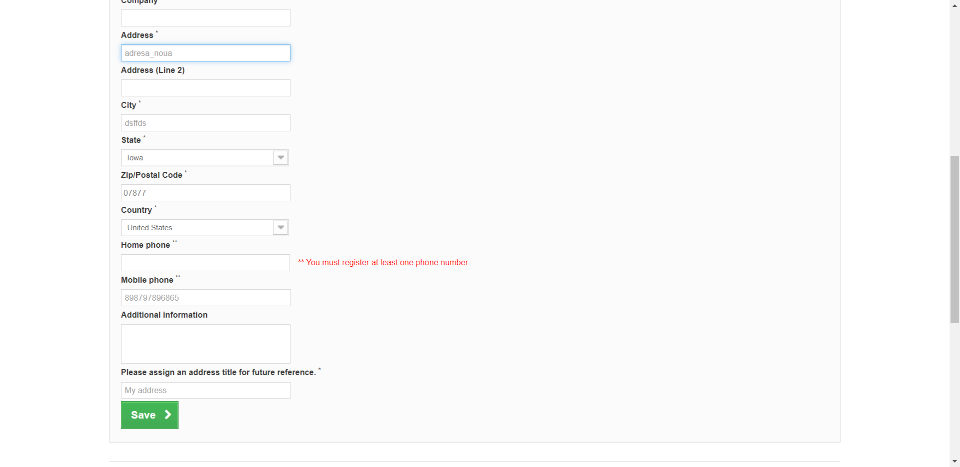 Company
Address *
adresa_noua
Address (Line 2)
City *
dsffds
State *
Iowa
Zip/Postal Code *
07877
Country *
United States
Home phone **
** You must register at least one phone number
Mobile phone **
898797896865
Additional information
Please assign an address title for future reference. *
My address
Save